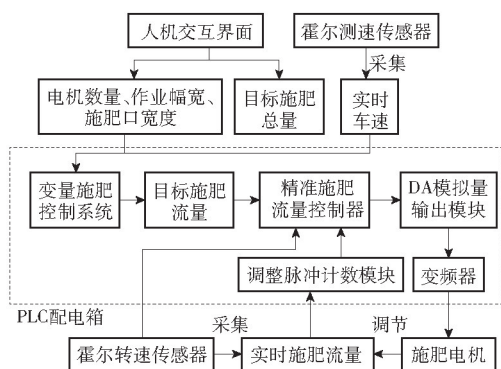 人机交互界面
霍尔测速传感器
采集
电机数量、作业幅宽、
施肥口宽度
目标施肥
总量
实时
车速
变量施肥
控制系统
目标施肥
流量
精准施肥
流量控制器
DA模拟量
输出模块
调整脉冲计数模块
变频器
PLC配电箱
采集
调节
霍尔转速传感器
实时施肥流量
施肥电机